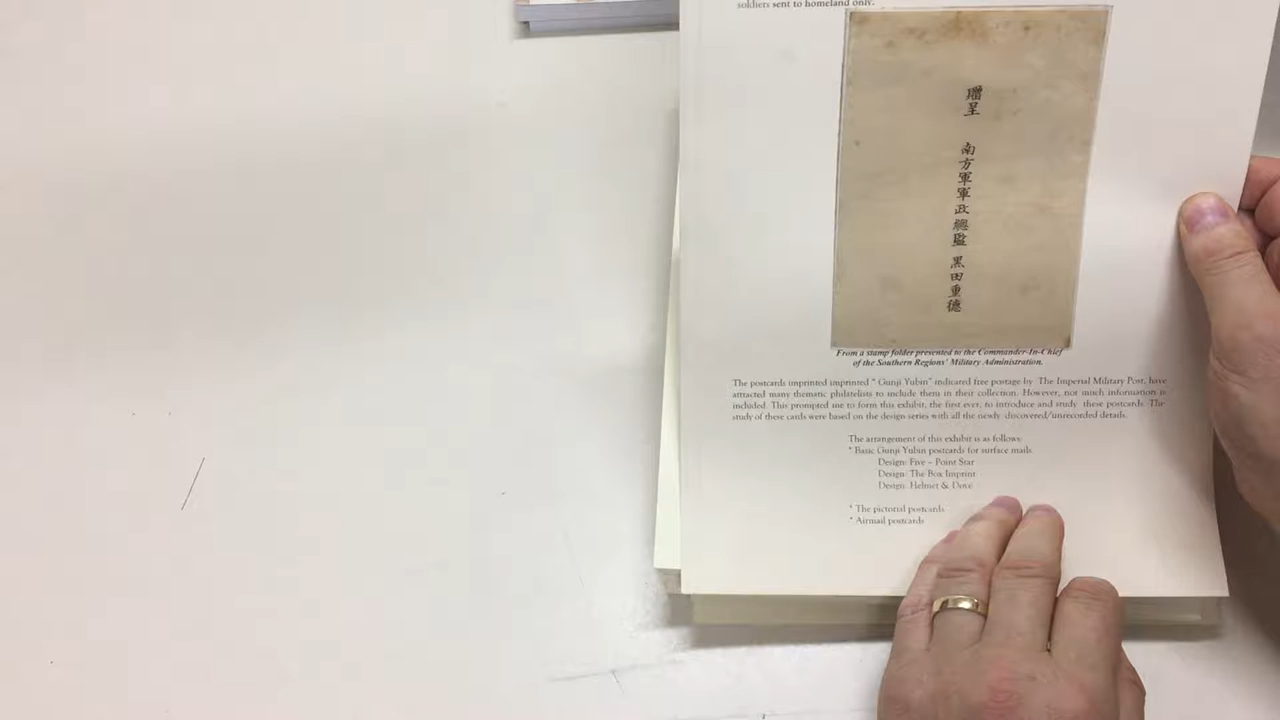 soldiers sent to homeland only.
贈呈
南方軍軍政總監 黒田重德
From a stamp folder presented to the Commander-In-Chief
of the Southern Regions' Military Administration.
The postcards imprinted imprinted " Gunji Yubin" indicated free postage by The Imperial Military Post, have
attracted many thematic philatelists to include them in their collection. However, not much information is
included. This prompted me to form this exhibit, the first ever, to introduce and study these postcards. The
study of these cards were based on the design series with all the newly discovered/unrecorded details.
The arrangement of this exhibit is as follows:
* Basic Gunji Yubin postcards for surface mails.
Design: Five - Point Star
Design: The Box Imprint
Design: Helmet & Dove
* The pictorial postcards
* Airmail postcards